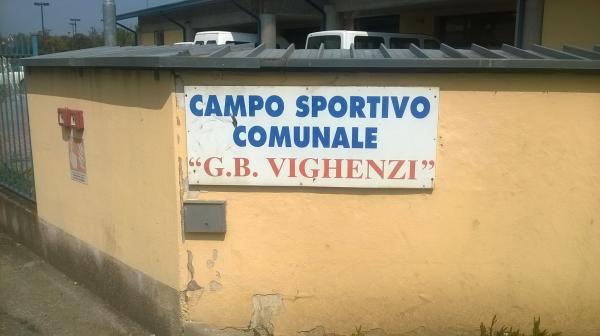 CAMPO SPORTIVO
COMUNALE
“G.B. VIGHENZI”